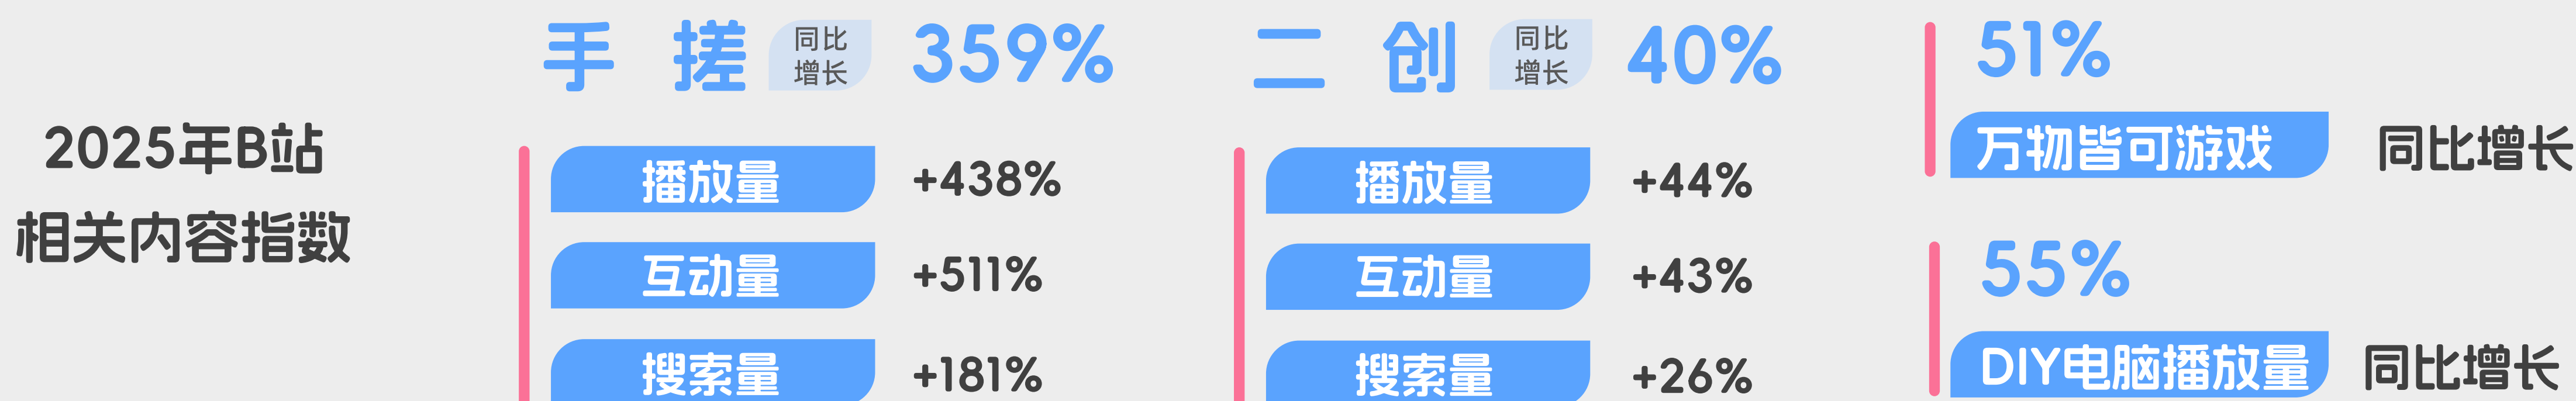 2025年B站
相关内容指数
手 搓
同比
增长
359%
播放量
+438%
互动量
+511%
搜索量
+181%
二 创
同比
增长
40%
播放量
+44%
互动量
+43%
搜索量
+26%
51%
万物皆可游戏
同比增长
55%
DIY电脑播放量
同比增长